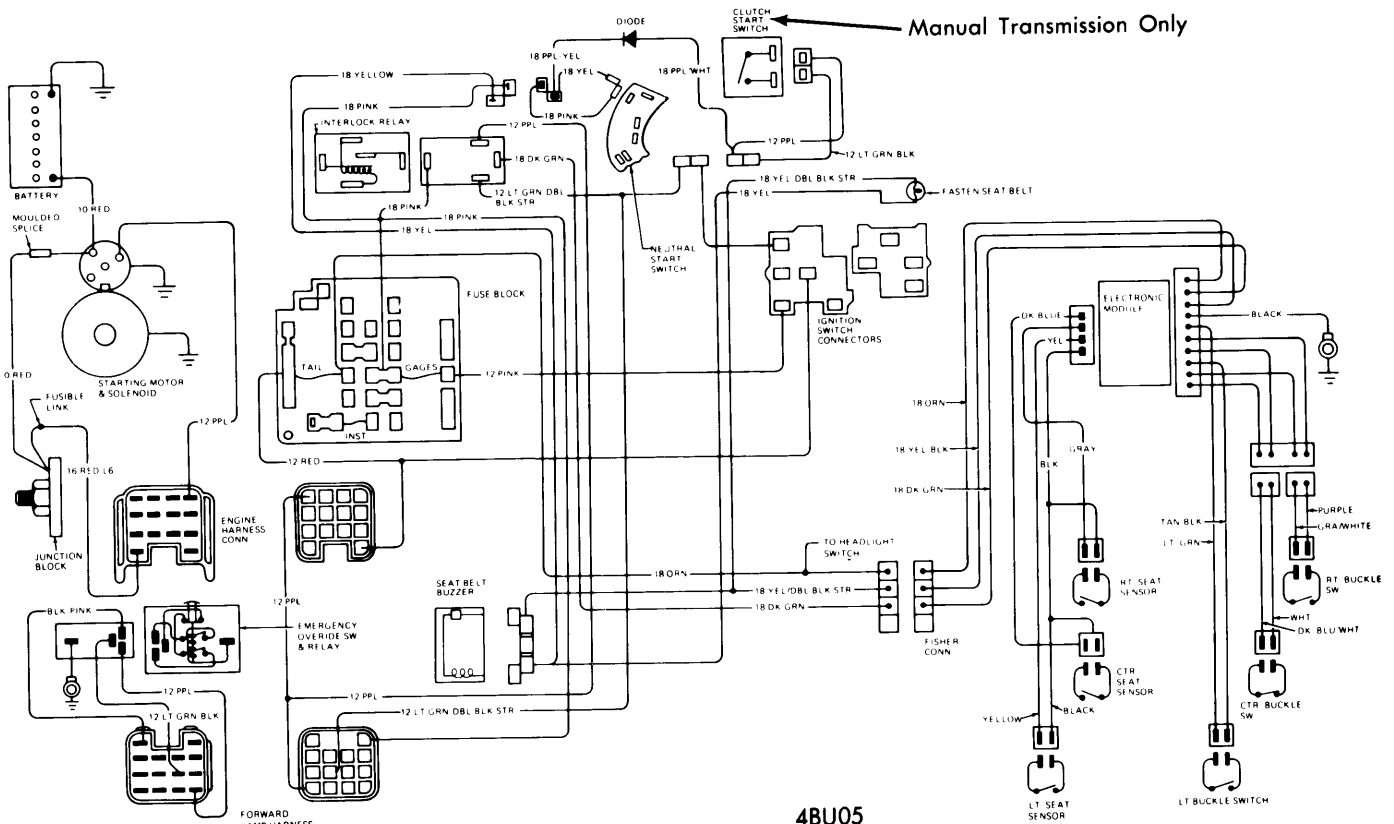 CLUTCH
START
SWITCH
Manual Transmission Only
DIODE
18 PPL-YEL
18 YEL
18 PPL/WHT
18 YELLOW
18 PINK
18 PINK
INTERLOCK RELAY
12 PPL
12 PPL
18 DK GRN
12 LT GRN BLK
BATTERY
12 LT GRN DBL
BLK STR
18 YEL DBL BLK STR
18 YEL
FASTEN SEAT BELT
MOULDED
SPLICE
10 RED
18 PINK
18 PINK
18 YEL
NEUTRAL
START
SWITCH
FUSE BLOCK
IGNITION
SWITCH
CONNECTORS
ELECTRONIC
MODULE
DK BLUE
YEL
BLACK
0 RED
STARTING MOTOR
& SOLENOID
TAIL
GAGES
12 PINK
FUSIBLE
LINK
12 PPL
INST
18 ORN
16 RED L6
12 RED
18 YEL BLK
BLK
GRAY
18 DK GRN
ENGINE
HARNESS
CONN
JUNCTION
BLOCK
TAN BLK
LT GRN
PURPLE
GRA/WHITE
TO HEADLIGHT
SWITCH
18 ORN
SEAT BELT
BUZZER
18 YEL/DBL BLK STR
18 DK GRN
RT SEAT
SENSOR
RT BUCKLE
SW
BLK PINK
12 PPL
EMERGENCY
OVERIDE SW
& RELAY
FISHER
CONN
WHT
DK BLU/WHT
12 PPL
12 LT GRN BLK
12 LT GRN DBL BLK STR
CTR
SEAT
SENSOR
CTR BUCKLE
SW
YELLOW
BLACK
FORWARD
HARNESS
4BU05
LT SEAT
SENSOR
LT BUCKLE SWITCH